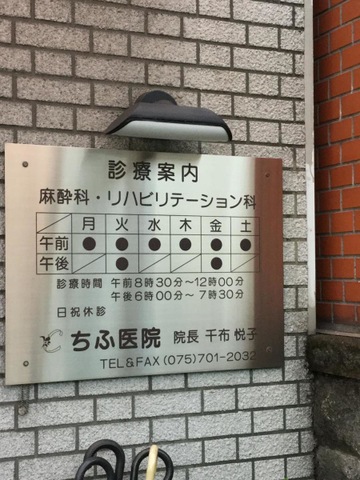 診療案内
麻酔科・リハビリテーション科
月 火 水 木 金 土
午前 ● ● ● ● ● ●
午後 ● ●
診療時間 午前8時30分〜12時00分
午後6時00分〜7時30分
日祝休診
ちふ医院 院長 千布 悦子
TEL&FAX (075)701-2032